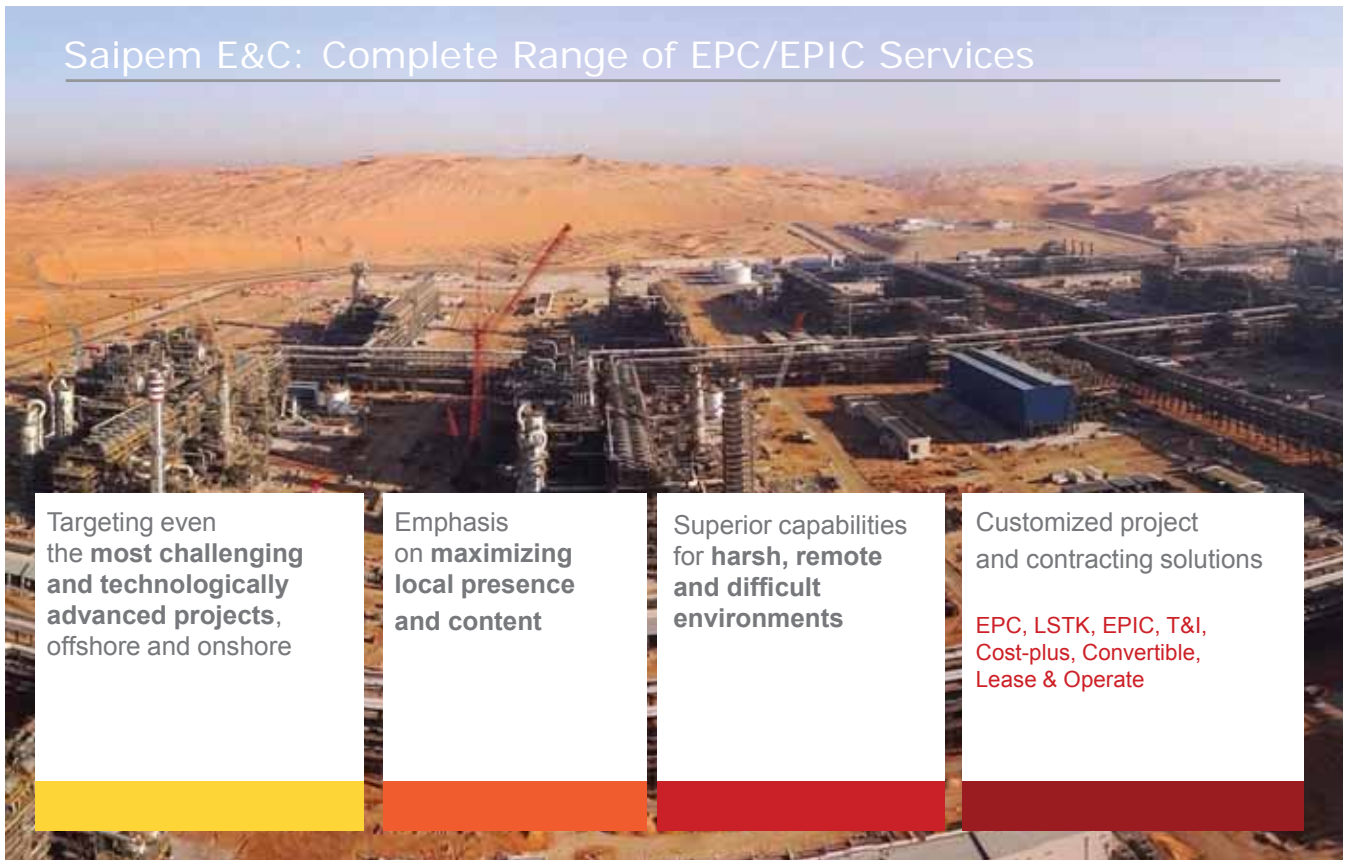 Saipem E&C: Complete Range of EPC/EPIC Services
Targeting even
the most challenging
and technologically
advanced projects,
offshore and onshore
Emphasis
on maximizing
local presence
and content
Superior capabilities
for harsh, remote
and difficult
environments
Customized project
and contracting solutions
EPC, LSTK, EPIC, T&I,
Cost-plus, Convertible,
Lease & Operate